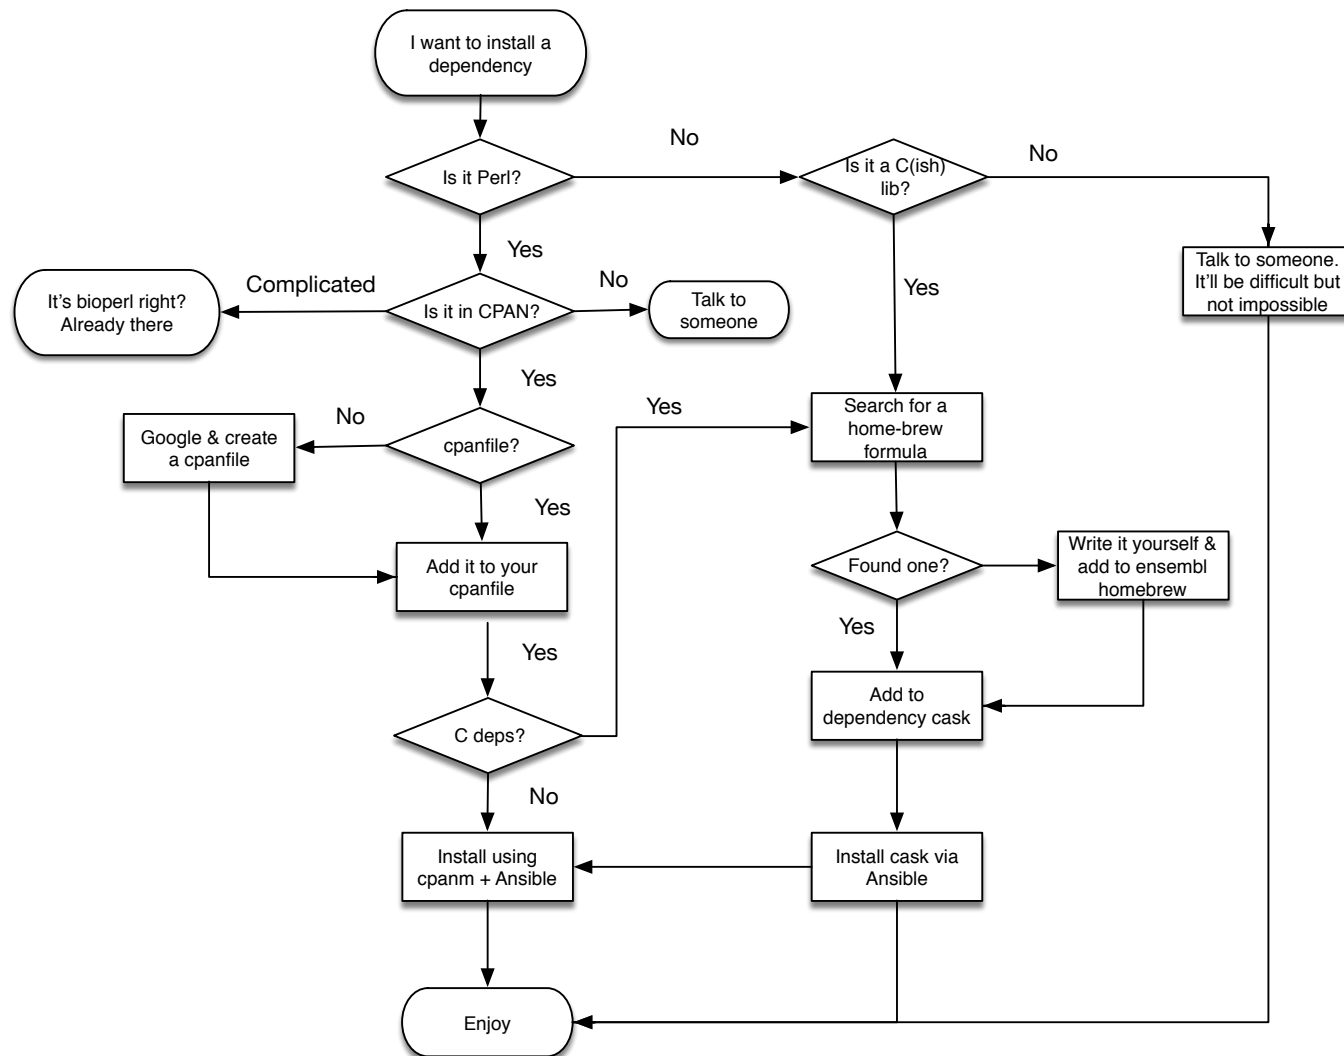 I want to install a
dependency
No
No
Is it Perl?
Is it a C(ish)
lib?
Yes
Talk to someone.
It'll be difficult but
not impossible
Complicated
No
Yes
It's bioperl right?
Already there
Is it in CPAN?
Talk to
someone
Yes
No
Yes
Google & create
a cpanfile
cpanfile?
Search for a
home-brew
formula
Yes
Add it to your
cpanfile
Found one?
Write it yourself &
add to ensembl
homebrew
Yes
Yes
C deps?
Add to
dependency cask
No
Install using
cpanm + Ansible
Install cask via
Ansible
Enjoy